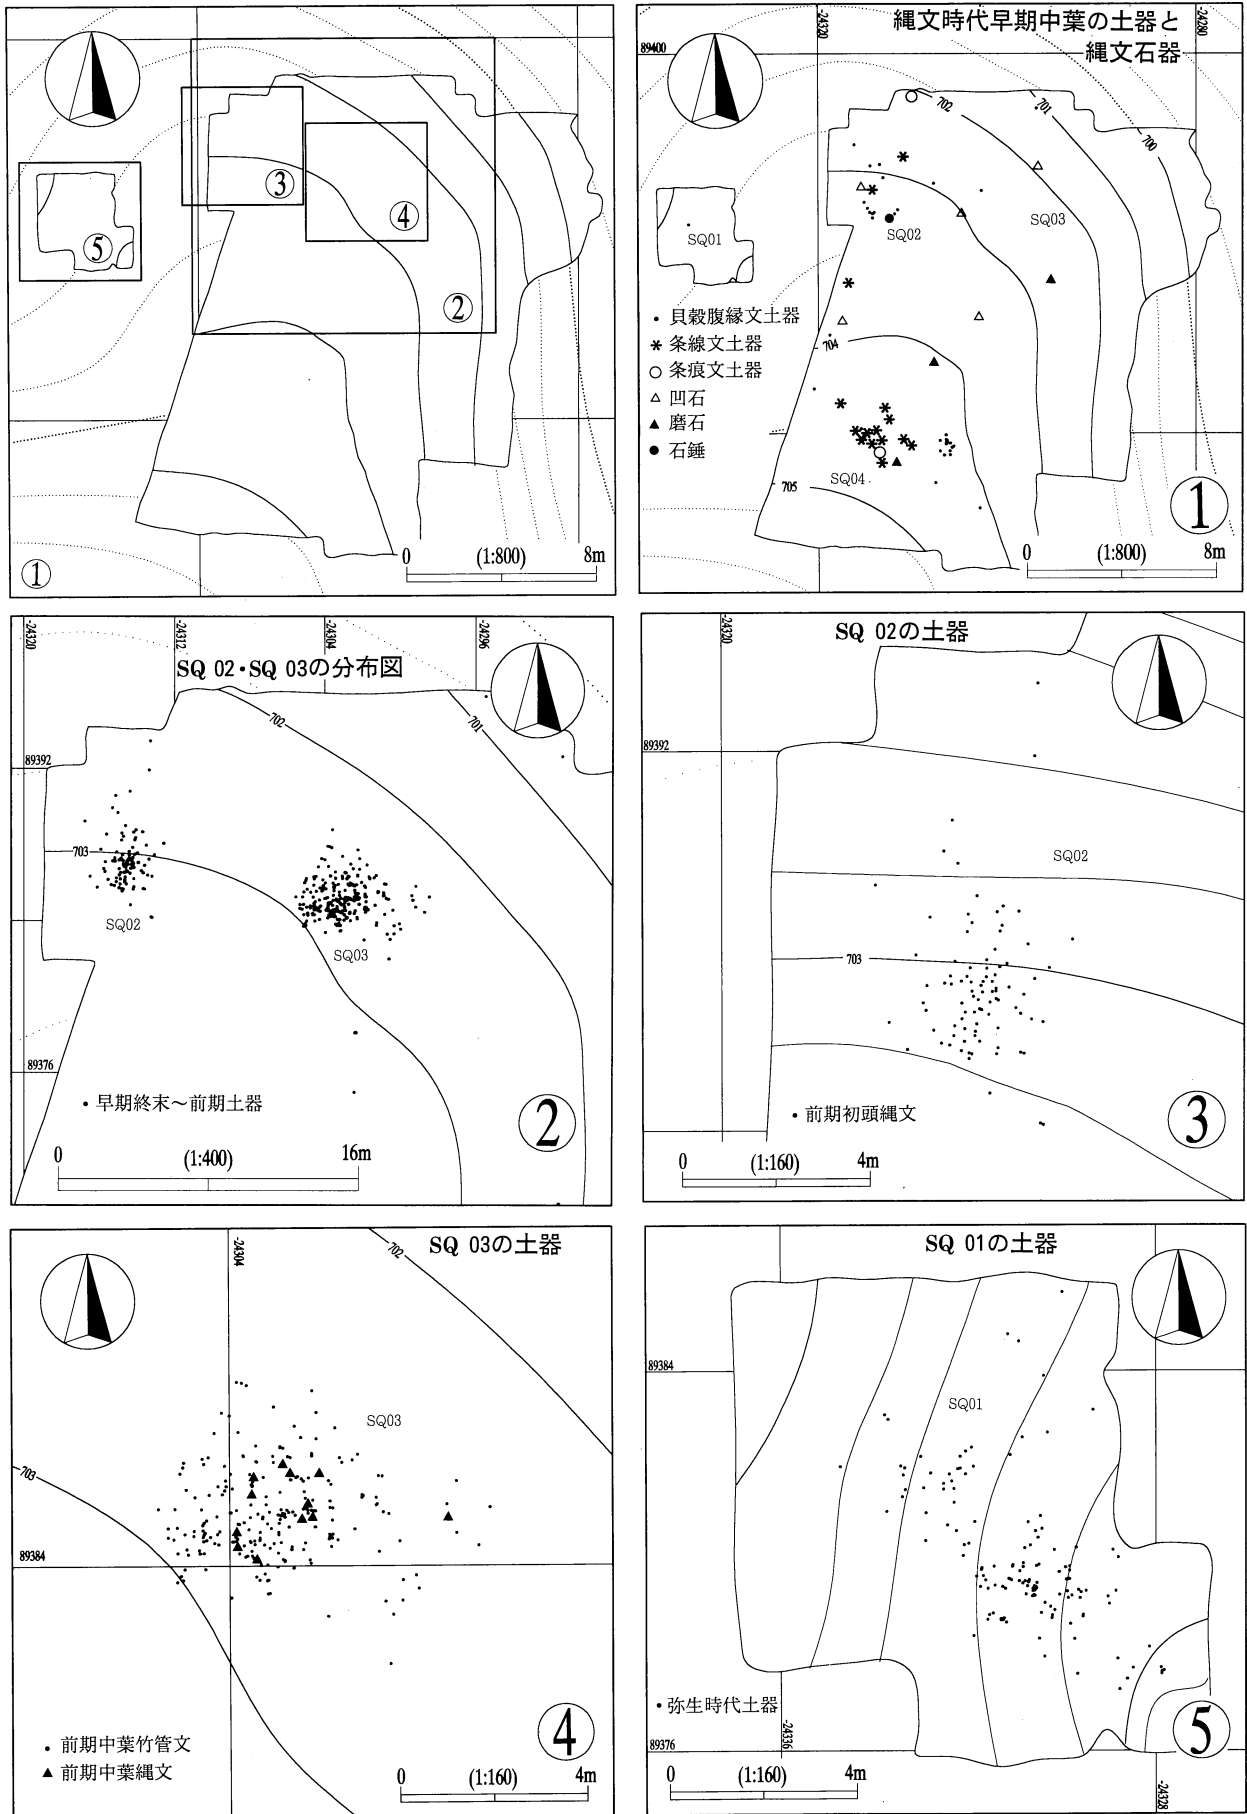 ③
④
⑤
②
①
0 (1:800) 8m
縄文時代早期中葉の土器と
縄文石器
-24320
-24280
89400
702
701
700
SQ01
SQ02
SQ03
・貝殻腹縁文土器
* 条線文土器
○ 条痕文土器
△ 凹石
▲ 磨石
● 石錘
704
SQ04
705
①
0 (1:800) 8m
-24320
-24312
-24304
-24296
SQ 02・SQ 03の分布図
702
701
89392
703
SQ02
SQ03
89376
・早期終末～前期土器
②
0 (1:400) 16m
-24320
SQ 02の土器
89392
SQ02
703
・前期初頭縄文
③
0 (1:160) 4m
-24304
SQ 03の土器
702
SQ03
703
89384
・前期中葉竹管文
▲ 前期中葉縄文
④
0 (1:160) 4m
SQ 01の土器
89384
SQ01
・弥生時代土器
-24336
89376
-24328
⑤
0 (1:160) 4m